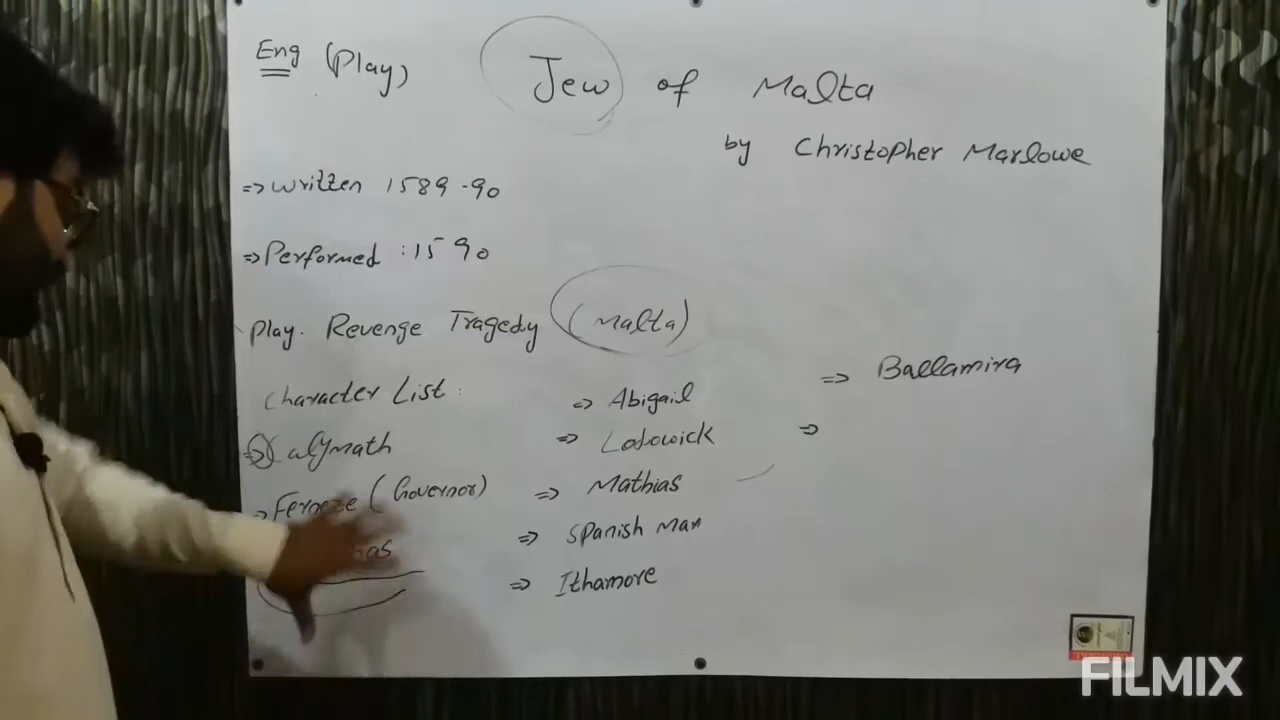 Eng (Play) Jew of Malta
by Christopher Marlowe
=> written 1589-90
=> Performed : 1590
Play. Revenge Tragedy (Malta)
Character List :
=> Calymath
=> Ferneze (Governor)
=> Abigail
=> Lodowick
=> Mathias
=> Spanish Man
=> Ithamore
=> Ballamira
=>
FILMIX